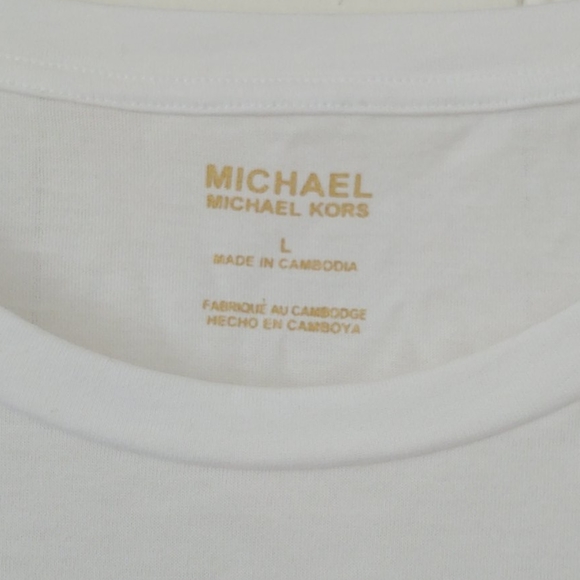 MICHAEL
MICHAEL KORS
L
MADE IN CAMBODIA
FABRIQUÉ AU CAMBODGE
HECHO EN CAMBOYA